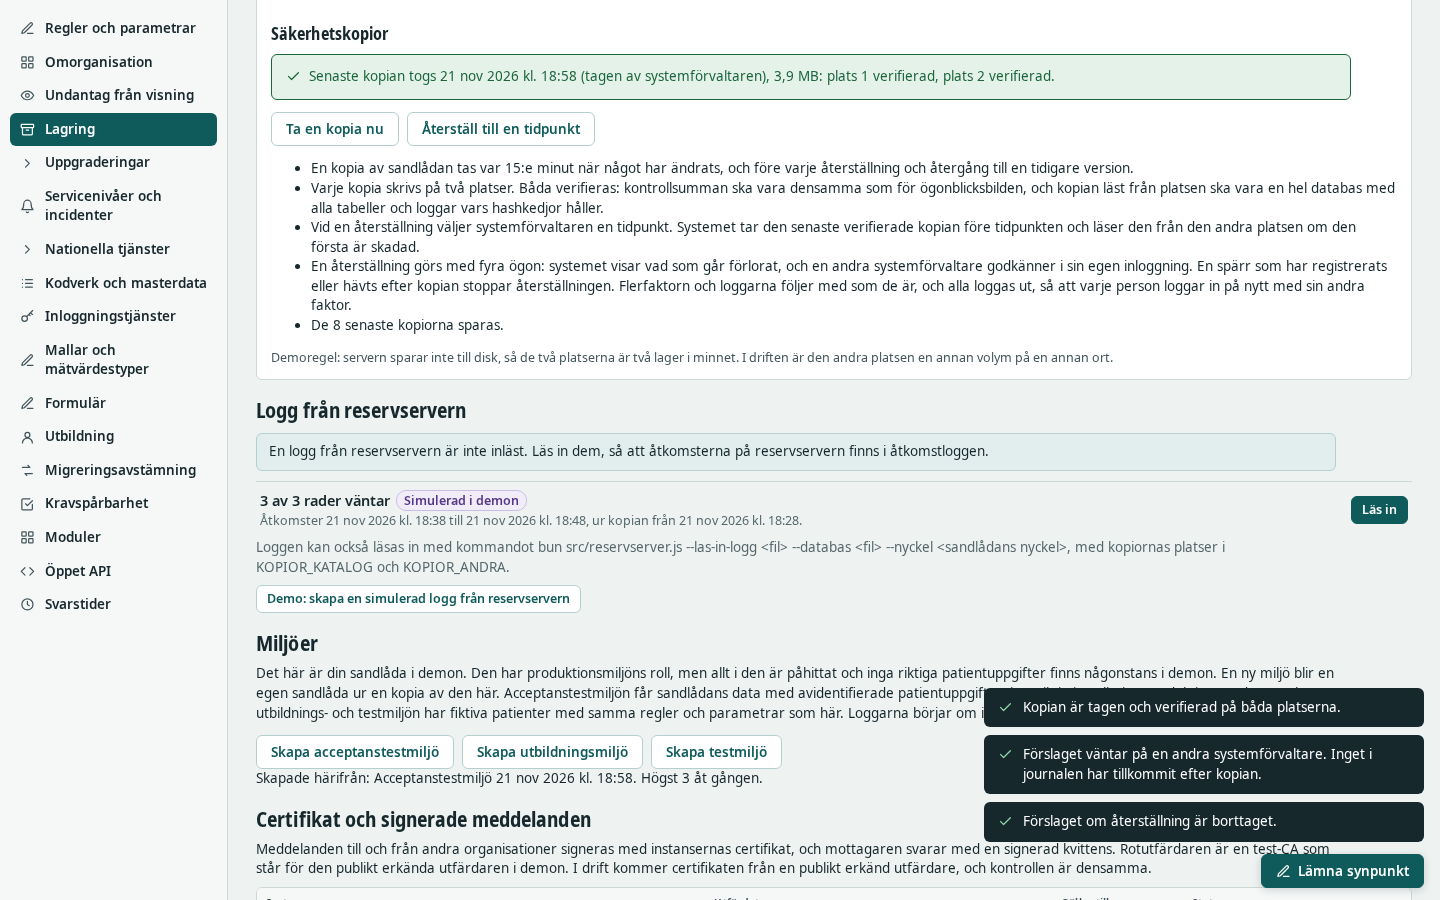 Regler och parametrar
Omorganisation
Undantag från visning
Lagring
Uppgraderingar
Servicenivåer och
incidenter
Nationella tjänster
Kodverk och masterdata
Inloggningstjänster
Mallar och
mätvärdestyper
Formulär
Utbildning
Migreringsavstämning
Kravspårbarhet
Moduler
Öppet API
Svarstider
Säkerhetskopior
Senaste kopian togs 21 nov 2026 kl. 18:58 (tagen av systemförvaltaren), 3,9 MB: plats 1 verifierad, plats 2 verifierad.
Ta en kopia nu
Återställ till en tidpunkt
En kopia av sandlådan tas var 15:e minut när något har ändrats, och före varje återställning och återgång till en tidigare version.
Varje kopia skrivs på två platser. Båda verifieras: kontrollsumman ska vara densamma som för ögonblicksbilden, och kopian läst från platsen ska vara en hel databas med
alla tabeller och loggar vars hashkedjor håller.
Vid en återställning väljer systemförvaltaren en tidpunkt. Systemet tar den senaste verifierade kopian före tidpunkten och läser den från den andra platsen om den
första är skadad.
En återställning görs med fyra ögon: systemet visar vad som går förlorat, och en andra systemförvaltare godkänner i sin egen inloggning. En spärr som har registrerats
eller hävts efter kopian stoppar återställningen. Flerfaktorn och loggarna följer med som de är, och alla loggas ut, så att varje person loggar in på nytt med sin andra
faktor.
De 8 senaste kopiorna sparas.
Demoregel: servern sparar inte till disk, så de två platserna är två lager i minnet. I driften är den andra platsen en annan volym på en annan ort.
Logg från reservservern
En logg från reservservern är inte inläst. Läs in dem, så att åtkomsterna på reservservern finns i åtkomstloggen.
3 av 3 rader väntar
Simulerad i demon
Åtkomster 21 nov 2026 kl. 18:38 till 21 nov 2026 kl. 18:48, ur kopian från 21 nov 2026 kl. 18:28.
Läs in
Loggen kan också läsas in med kommandot bun src/reservserver.js --las-in-logg <fil> --databas <fil> --nyckel <sandlådans nyckel>, med kopiornas platser i
KOPIOR_KATALOG och KOPIOR_ANDRA.
Demo: skapa en simulerad logg från reservservern
Miljöer
Det här är din sandlåda i demon. Den har produktionsmiljöns roll, men allt i den är påhittat och inga riktiga patientuppgifter finns någonstans i demon. En ny miljö blir en
egen sandlåda ur en kopia av den här. Acceptanstestmiljön får sandlådans data med avidentifierade
utbildnings- och testmiljön har fiktiva patienter med samma regler och parametrar som här. Loggarna börjar om
Skapa acceptanstestmiljö
Skapa utbildningsmiljö
Skapa testmiljö
Skapade härifrån: Acceptanstestmiljö 21 nov 2026 kl. 18:58. Högst 3 åt gången.
Kopian är tagen och verifierad på båda platserna.
Förslaget väntar på en andra systemförvaltare. Inget i
journalen har tillkommit efter kopian.
Förslaget om återställning är borttaget.
Certifikat och signerade meddelanden
Meddelanden till och från andra organisationer signeras med instansernas certifikat, och mottagaren svarar med en signerad kvittens. Rotutfärdaren är en test-CA som
står för den publikt erkända utfärdaren i demon. I drift kommer certifikaten från en publikt erkänd utfärdare, och kontrollen är densamma.
Lämna synpunkt